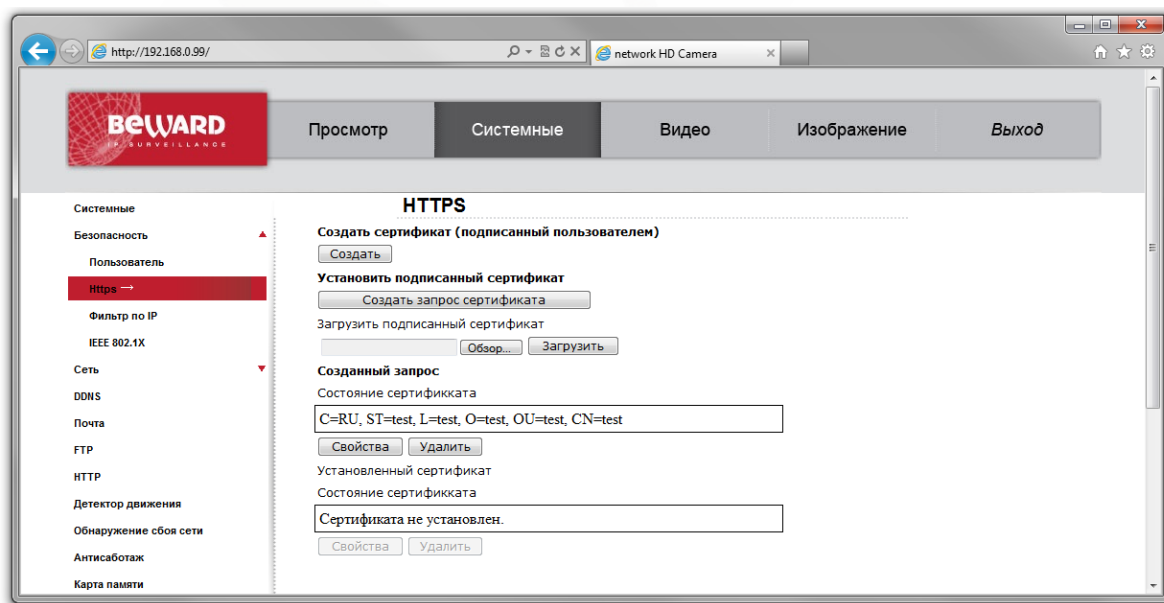 http://192.168.0.99/
network HD Camera
BEWARD
IP SURVEILLANCE
Просмотр
Системные
Видео
Изображение
Выход
Системные
Безопасность
Пользователь
Https →
Фильтр по IP
IEEE 802.1X
Сеть
DDNS
Почта
FTP
HTTP
Детектор движения
Обнаружение сбоя сети
Антисаботаж
Карта памяти
HTTPS
Создать сертификат (подписанный пользователем)
Создать
Установить подписанный сертификат
Создать запрос сертификата
Загрузить подписанный сертификат
Обзор... Загрузить
Созданный запрос
Состояние сертифик­ката
C=RU, ST=test, L=test, O=test, OU=test, CN=test
Свойства Удалить
Установленный сертификат
Состояние сертификката
Сертификата не установлен.
Свойства Удалить